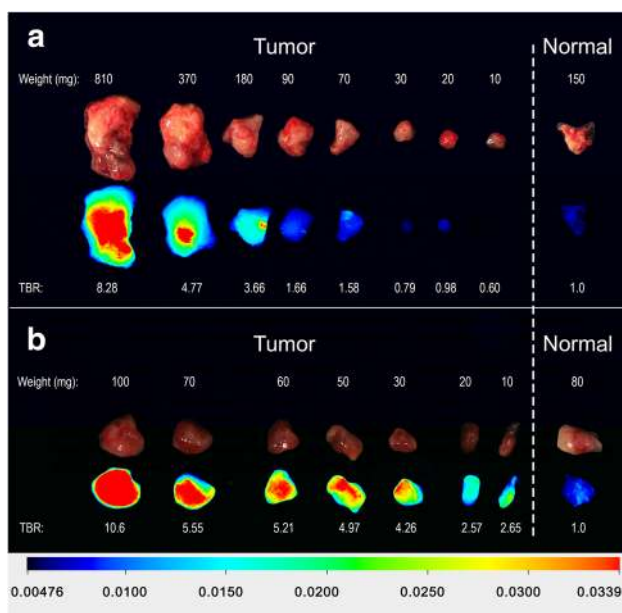 a
Tumor Normal
Weight (mg): 810 370 180 90 70 30 20 10 150
TBR: 8.28 4.77 3.66 1.66 1.58 0.79 0.98 0.60 1.0
b
Tumor Normal
Weight (mg): 100 70 60 50 30 20 10 80
TBR: 10.6 5.55 5.21 4.97 4.26 2.57 2.65 1.0
0.00476 0.0100 0.0150 0.0200 0.0250 0.0300 0.0339